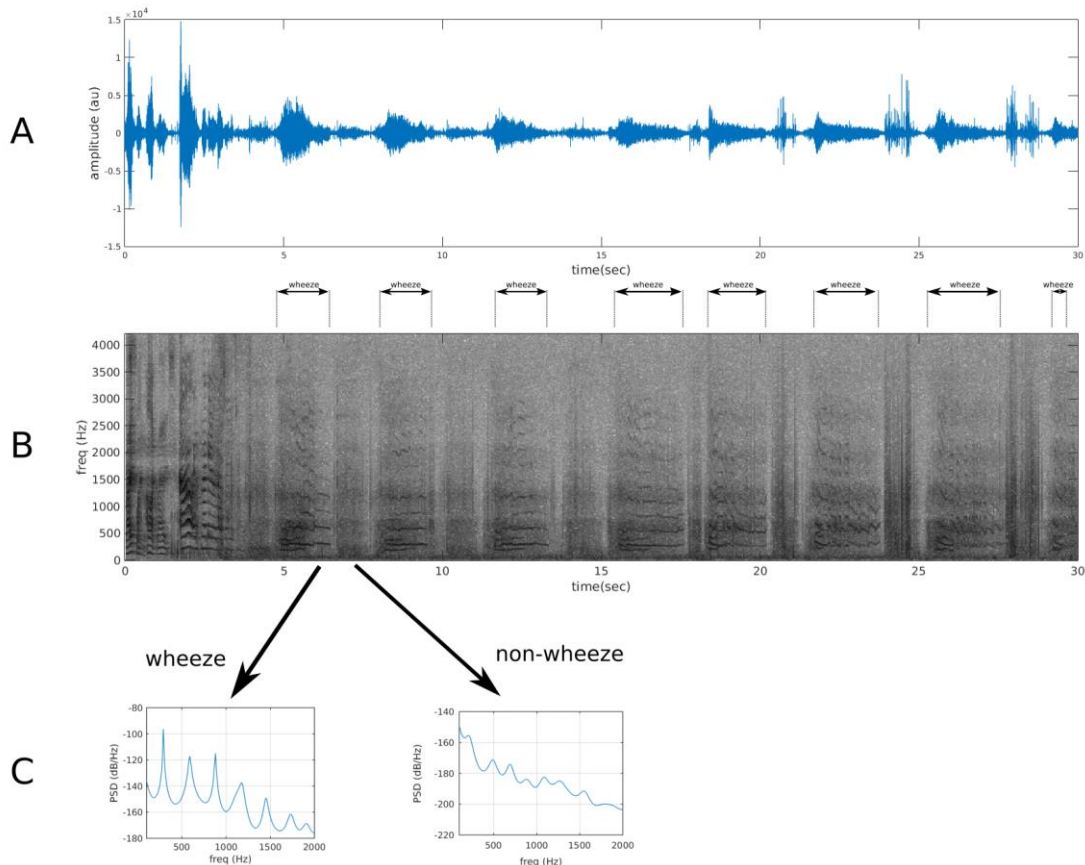 ×10⁴
1.5
1
0.5
0
-0.5
-1
-1.5
amplitude (au)
A
0 5 10 15 20 25 30
time(sec)
wheeze wheeze wheeze wheeze wheeze wheeze wheeze wheeze
B
4000
3500
3000
2500
2000
1500
1000
500
0
freq (Hz)
0 5 10 15 20 25 30
time(sec)
wheeze
non-wheeze
C
-80
-100
-120
-140
-160
-180
PSD (dB/Hz)
500 1000 1500 2000
freq (Hz)
-140
-160
-180
-200
-220
PSD (dB/Hz)
500 1000 1500 2000
freq (Hz)